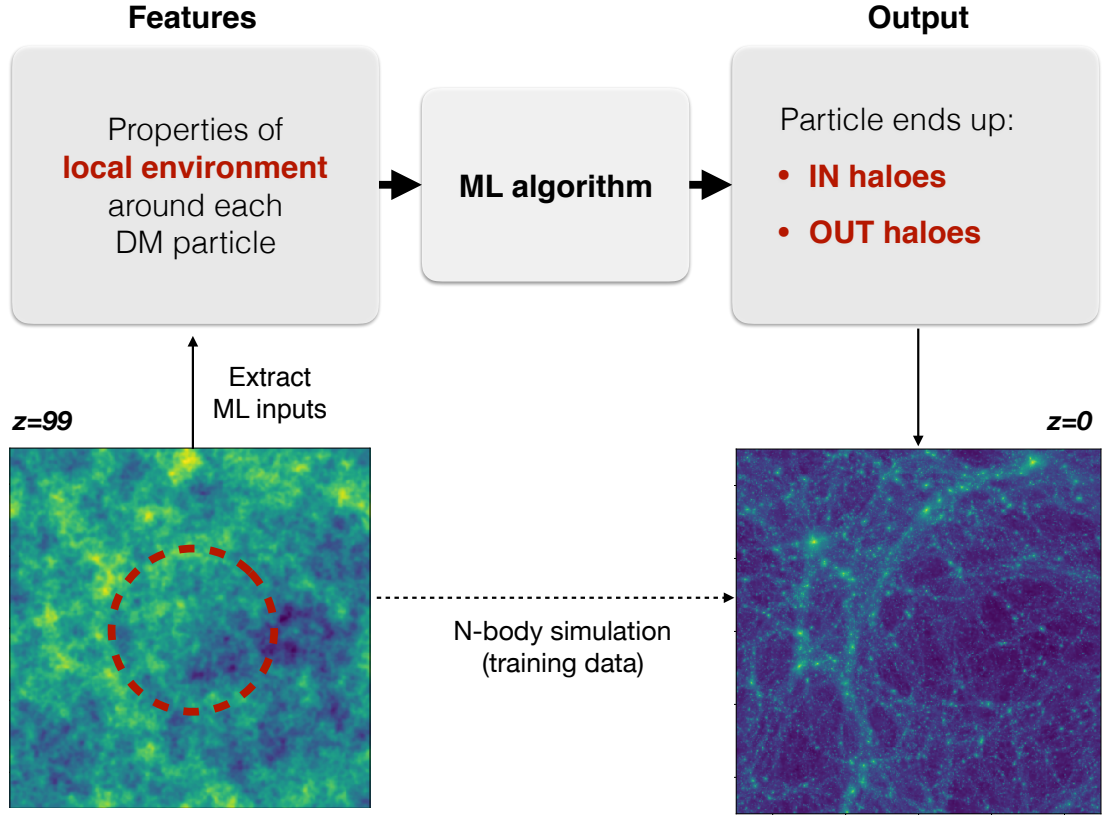 Features
Output
Properties of
local environment
around each
DM particle
ML algorithm
Particle ends up:
• IN haloes
• OUT haloes
Extract
ML inputs
z=99
z=0
N-body simulation
(training data)